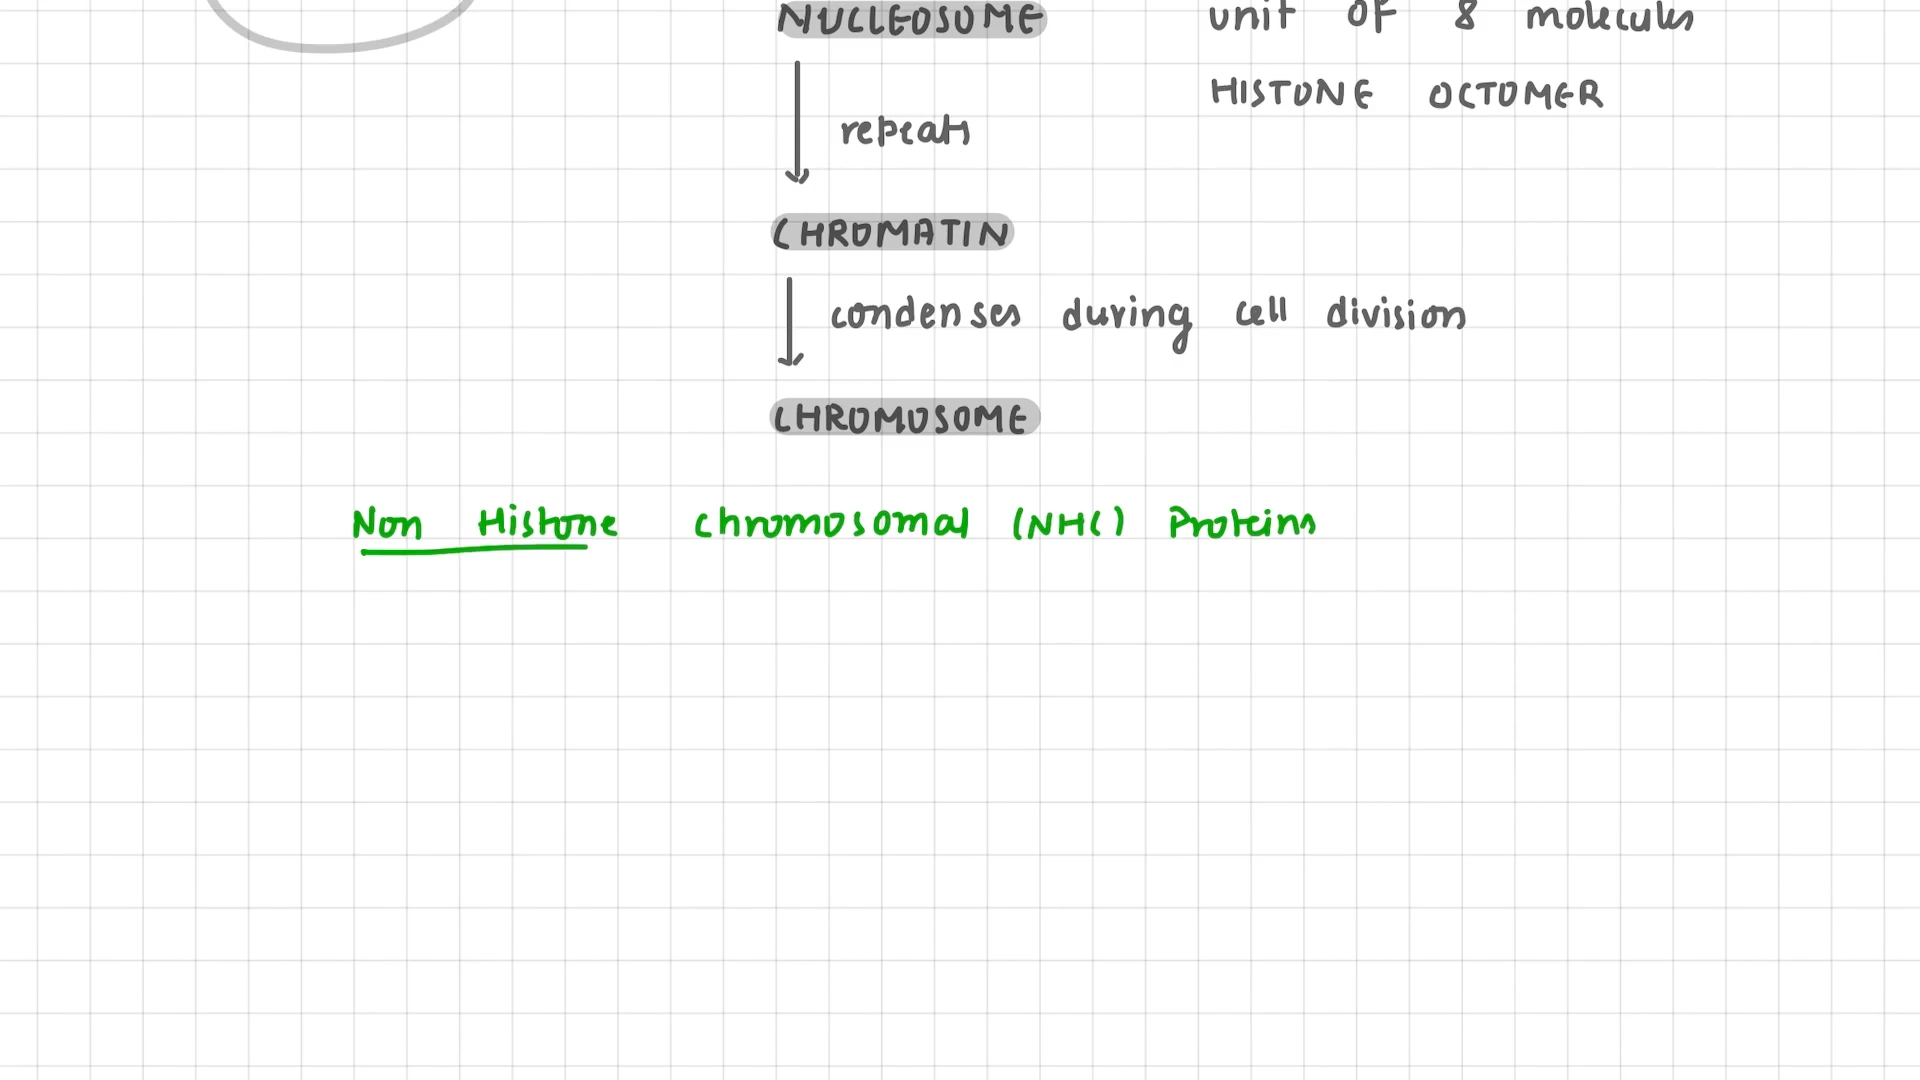 NUCLEOSOME
unit OF 8 molecules
HISTONE OCTOMER
repeats
CHROMATIN
condenses during cell division
CHROMOSOME
Non Histone Chromosomal (NHC) Proteins